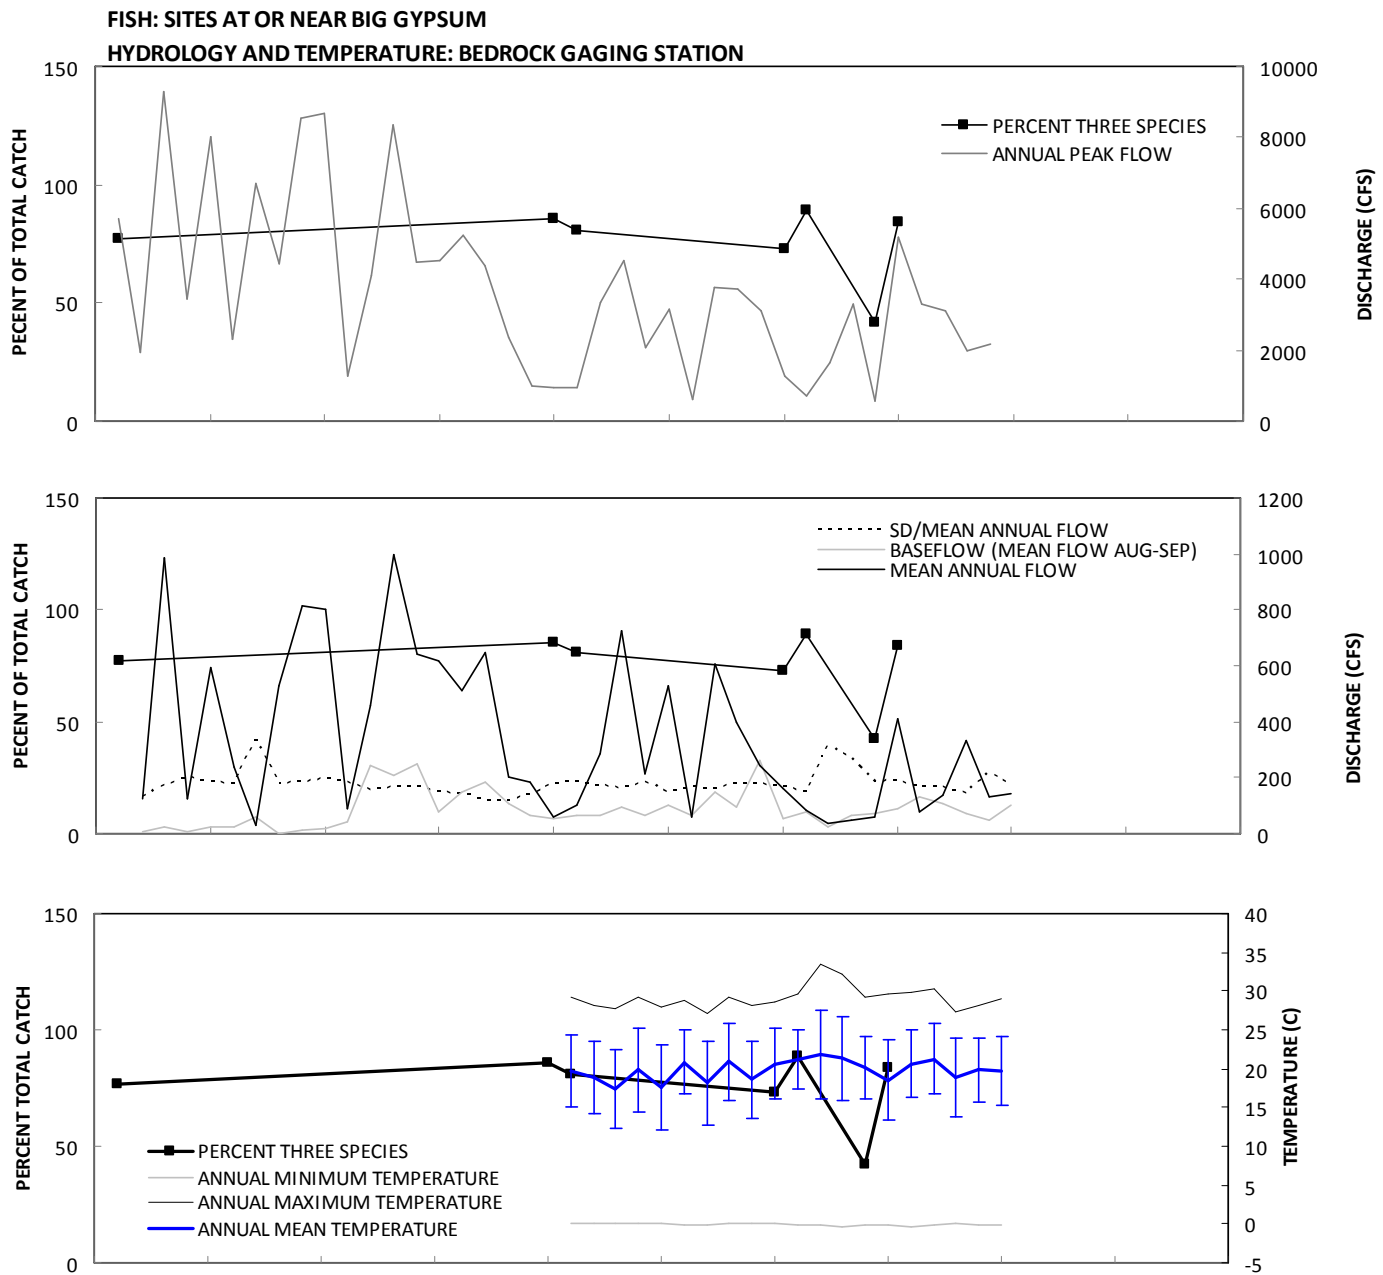 FISH: SITES AT OR NEAR BIG GYPSUM
HYDROLOGY AND TEMPERATURE: BEDROCK GAGING STATION
PECENT OF TOTAL CATCH
150
100
50
0
PERCENT THREE SPECIES
ANNUAL PEAK FLOW
10000
8000
6000
4000
2000
0
DISCHARGE (CFS)
PECENT OF TOTAL CATCH
150
100
50
0
SD/MEAN ANNUAL FLOW
BASEFLOW (MEAN FLOW AUG-SEP)
MEAN ANNUAL FLOW
1200
1000
800
600
400
200
0
DISCHARGE (CFS)
PERCENT TOTAL CATCH
150
100
50
0
PERCENT THREE SPECIES
ANNUAL MINIMUM TEMPERATURE
ANNUAL MAXIMUM TEMPERATURE
ANNUAL MEAN TEMPERATURE
40
35
30
25
20
15
10
5
0
-5
TEMPERATURE (C)